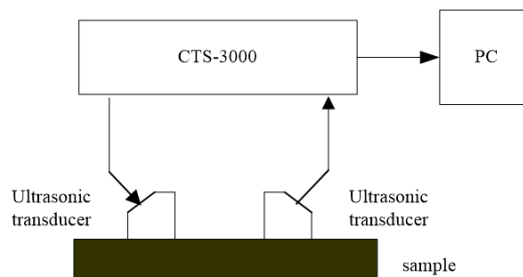 CTS-3000
PC
Ultrasonic
transducer
Ultrasonic
transducer
sample